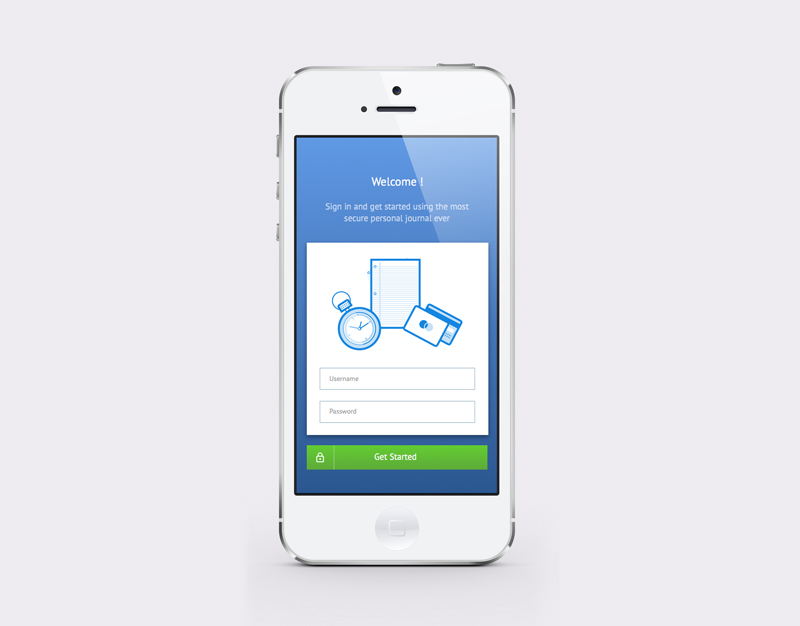 Welcome !
Sign in and get started using the most
secure personal journal ever
Username
Password
Get Started